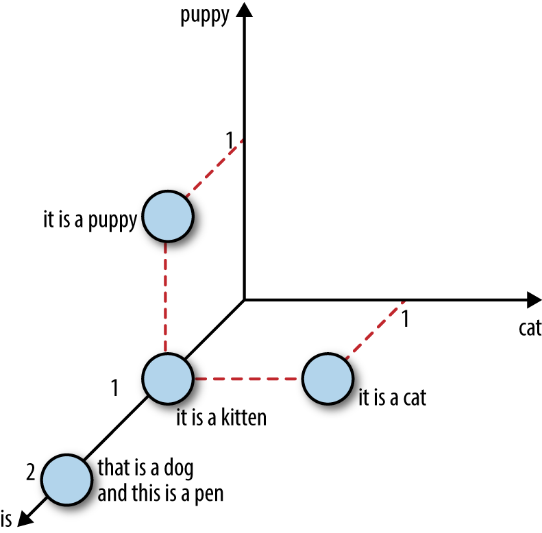 puppy
1
it is a puppy
1
cat
1
it is a cat
it is a kitten
2
that is a dog
and this is a pen
is